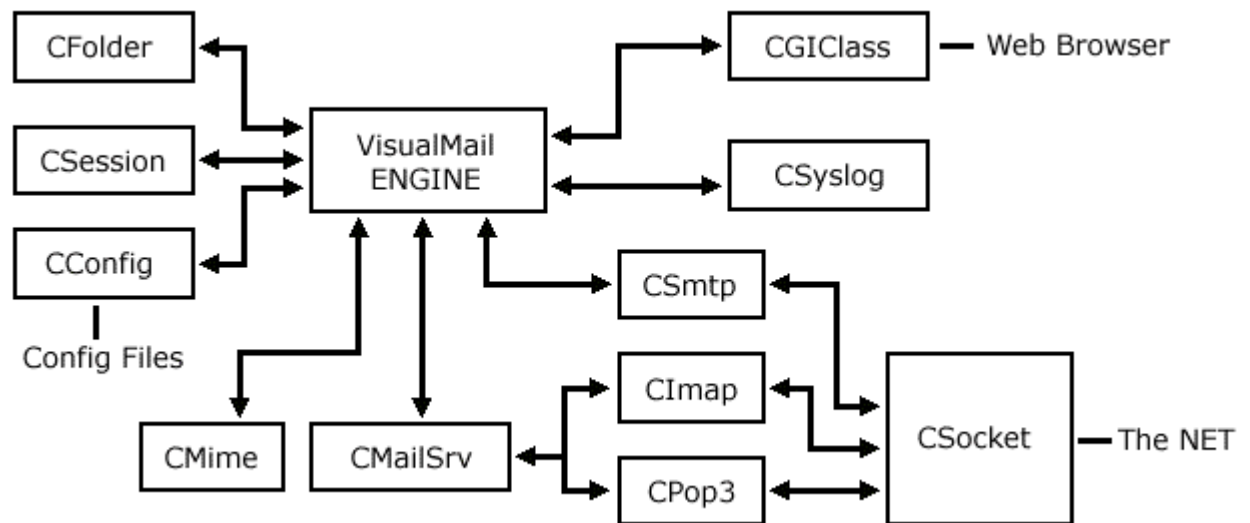 CFolder
CGIClass
Web Browser
VisualMail
ENGINE
CSession
CSyslog
CConfig
CSmtp
Config Files
CImap
CMime
CMailSrv
CSocket
The NET
CPop3